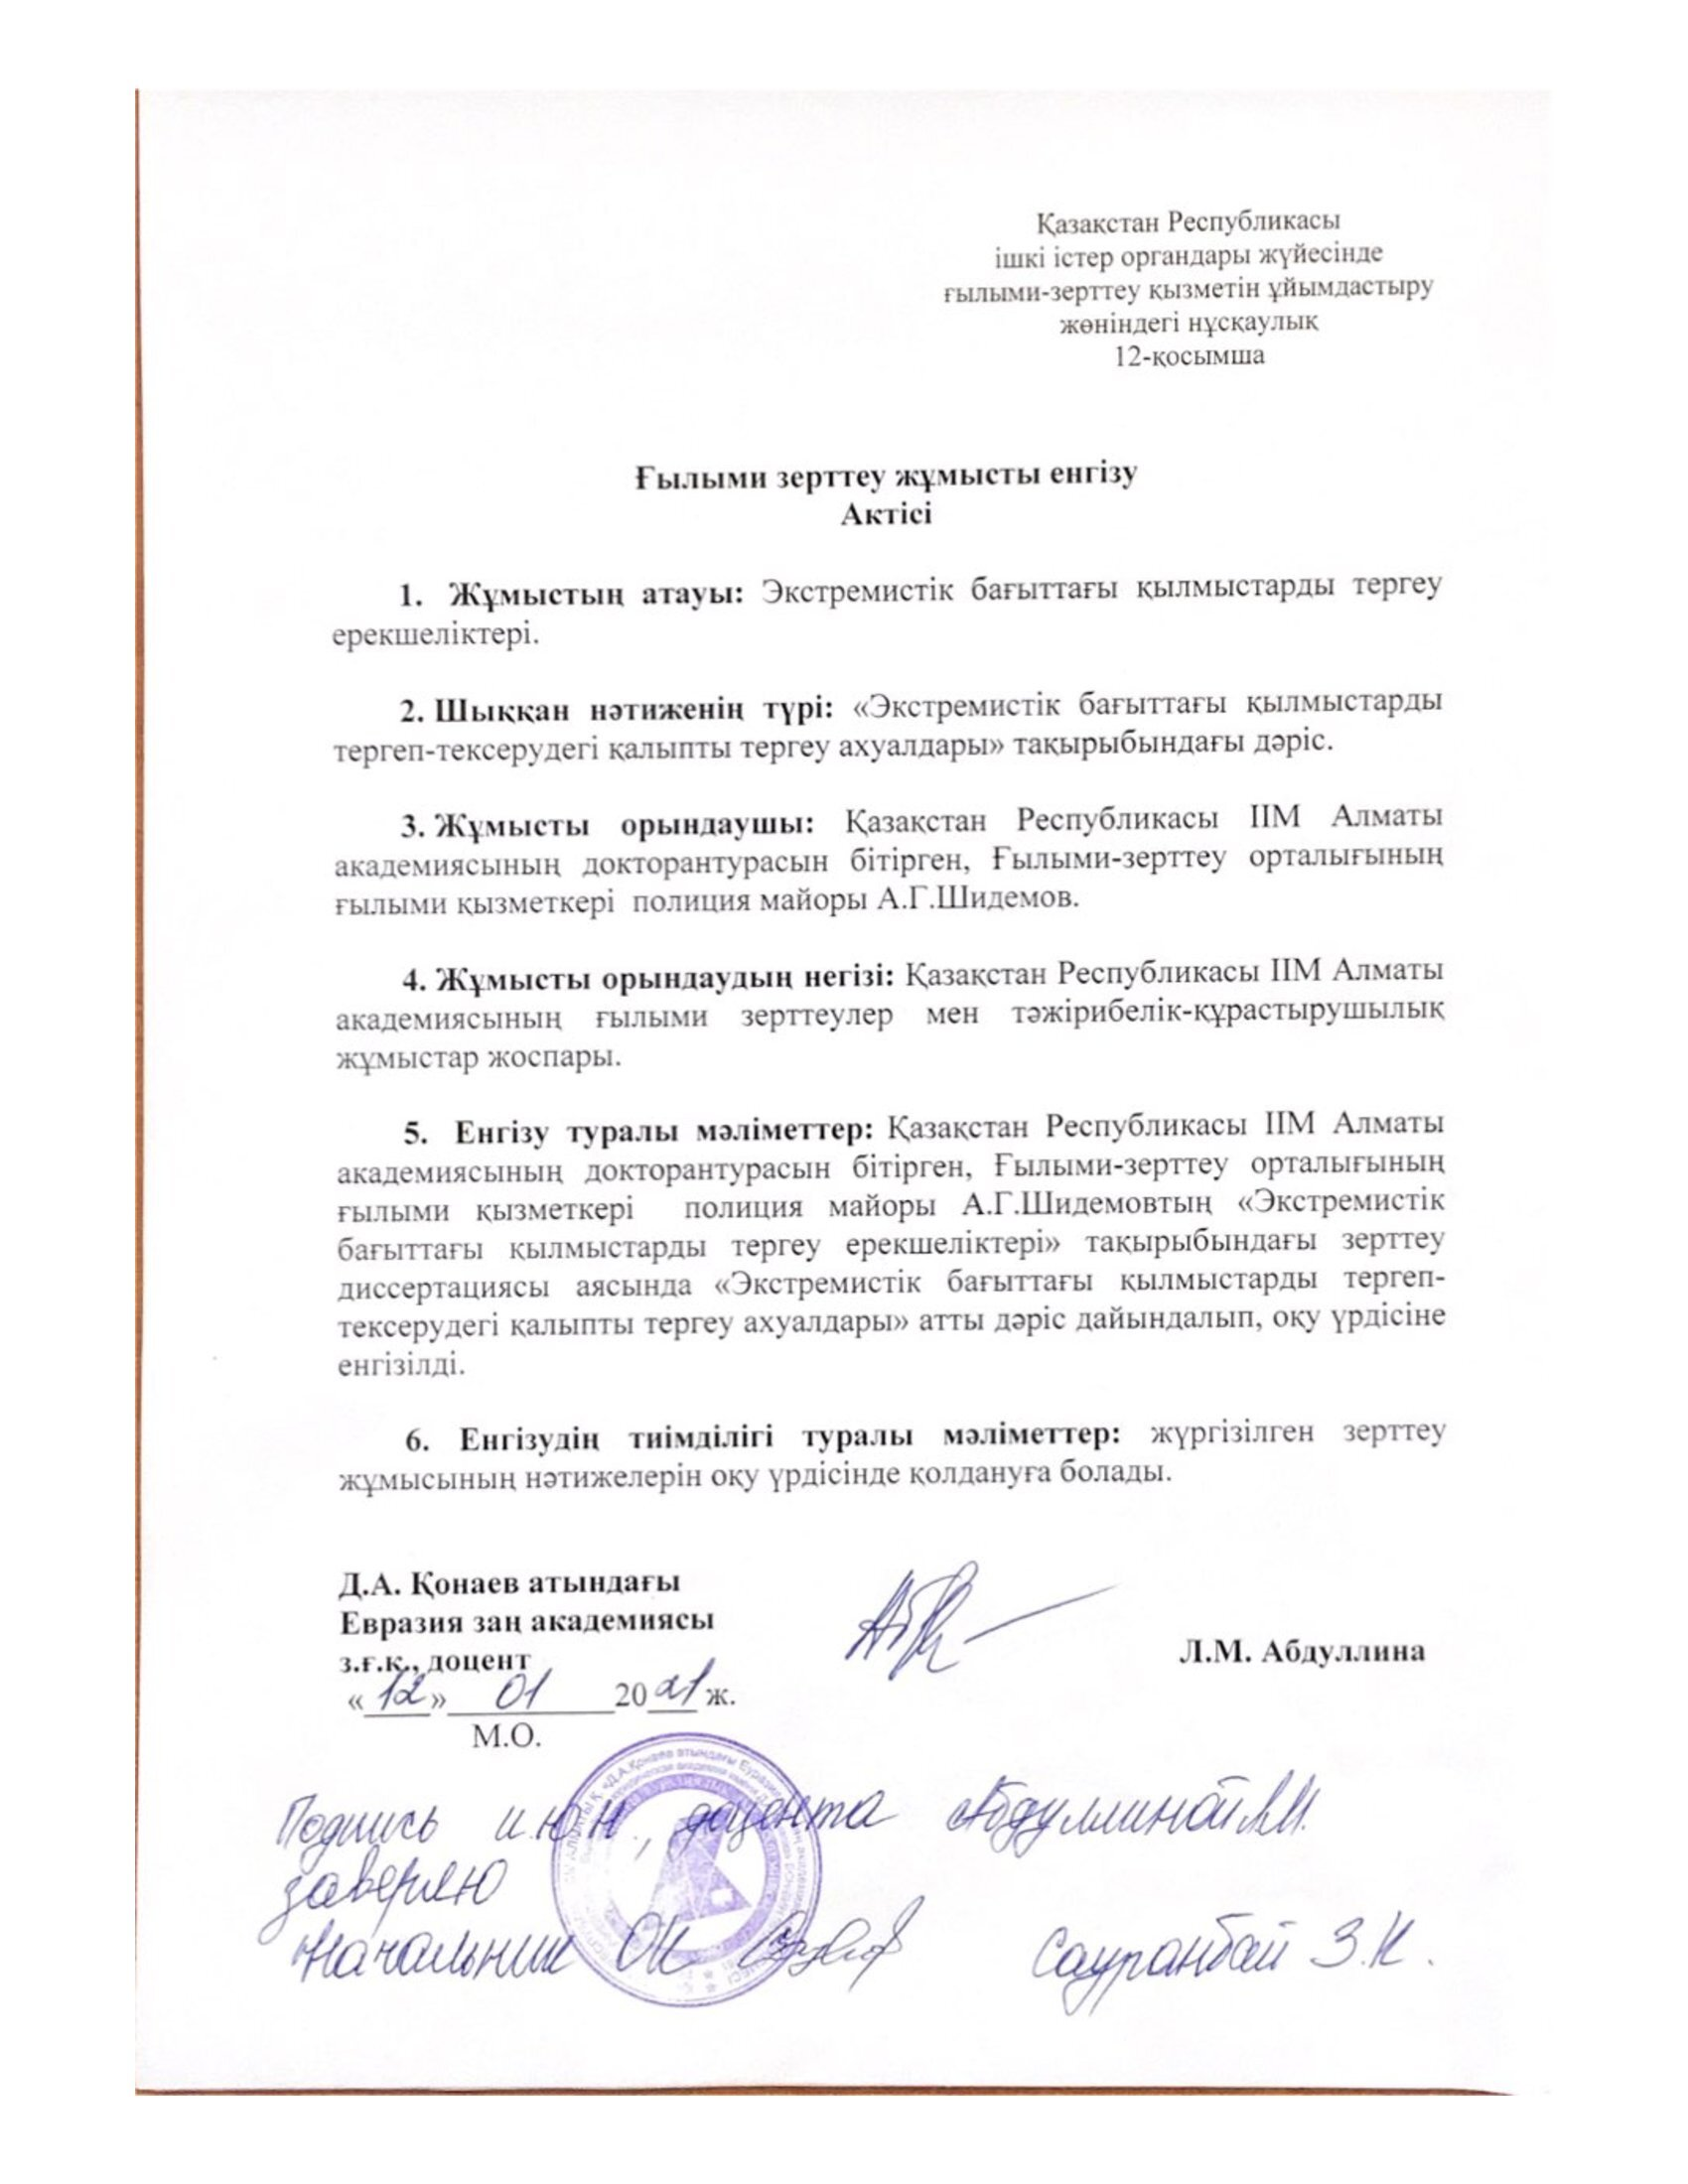 Қазақстан Республикасы
ішкі істер органдары жүйесінде
ғылыми-зерттеу қызметін ұйымдастыру
жөніндегі нұсқаулық
12-қосымша
Ғылыми зерттеу жұмысты енгізу
Актісі
1. Жұмыстың атауы: Экстремистік бағыттағы қылмыстарды тергеу
ерекшеліктері.
2. Шыққан нәтиженің түрі: «Экстремистік бағыттағы қылмыстарды
тергеп-тексерудегі қалыпты тергеу ахуалдары» тақырыбындағы дәріс.
3. Жұмысты орындаушы: Қазақстан Республикасы ІІМ Алматы
академиясының докторантурасын бітірген, Ғылыми-зерттеу орталығының
ғылыми қызметкері полиция майоры А.Г.Шидемов.
4. Жұмысты орындаудың негізі: Қазақстан Республикасы ІІМ Алматы
академиясының ғылыми зерттеулер мен тәжірибелік-құрастырушылық
жұмыстар жоспары.
5. Енгізу туралы мәліметтер: Қазақстан Республикасы ІІМ Алматы
академиясының докторантурасын бітірген, Ғылыми-зерттеу орталығының
ғылыми қызметкері полиция майоры А.Г.Шидемовтың «Экстремистік
бағыттағы қылмыстарды тергеу ерекшеліктері» тақырыбындағы зерттеу
диссертациясы аясында «Экстремистік бағыттағы қылмыстарды тергеп-
тексерудегі қалыпты тергеу ахуалдары» атты дәріс дайындалып, оқу үрдісіне
енгізілді.
6. Енгізудің тиімділігі туралы мәліметтер: жүргізілген зерттеу
жұмысының нәтижелерін оқу үрдісінде қолдануға болады.
Д.А. Қонаев атындағы
Евразия заң академиясы
з.ғ.к., доцент
Л.М. Абдуллина
«12» 01 2021 ж.
М.О.
Подпись к.ю.н., доцента Абдуллиной Л.М.
заверяю
Начальник ОК Сауранбай З.К.